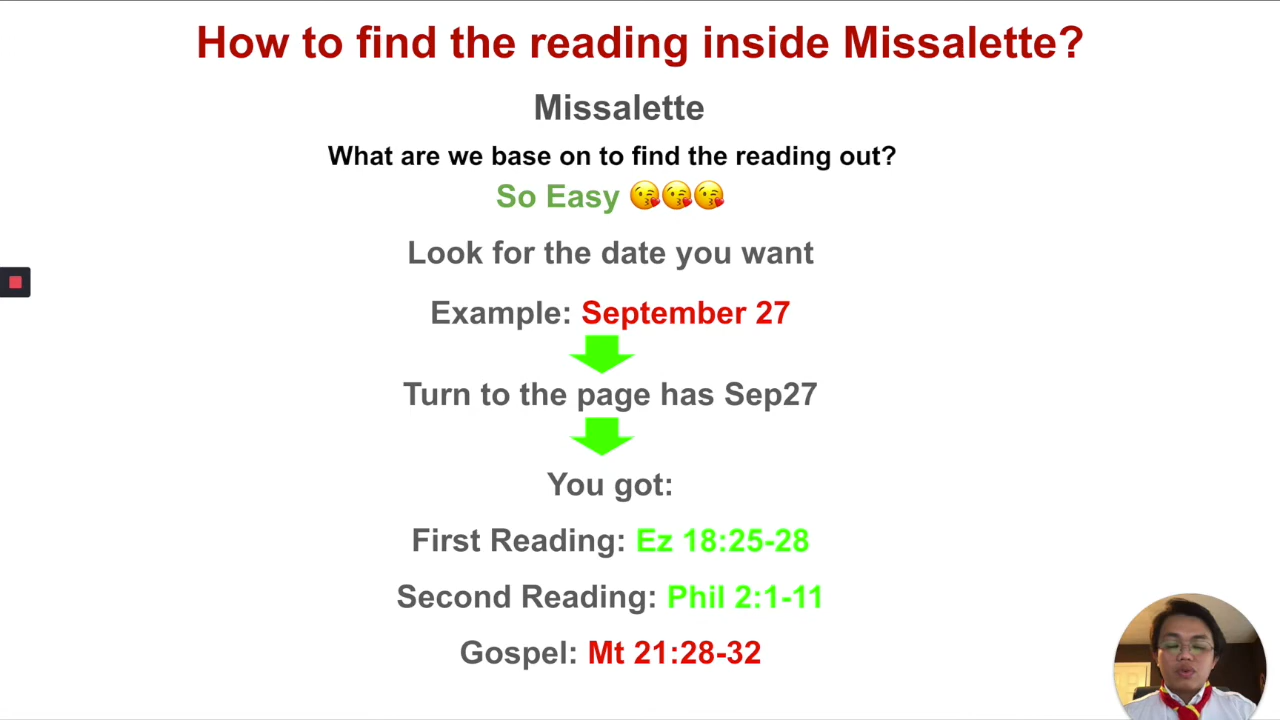 How to find the reading inside Missalette?
Missalette
What are we base on to find the reading out?
So Easy 😘😘😘
Look for the date you want
Example: September 27
Turn to the page has Sep27
You got:
First Reading: Ez 18:25-28
Second Reading: Phil 2:1-11
Gospel: Mt 21:28-32